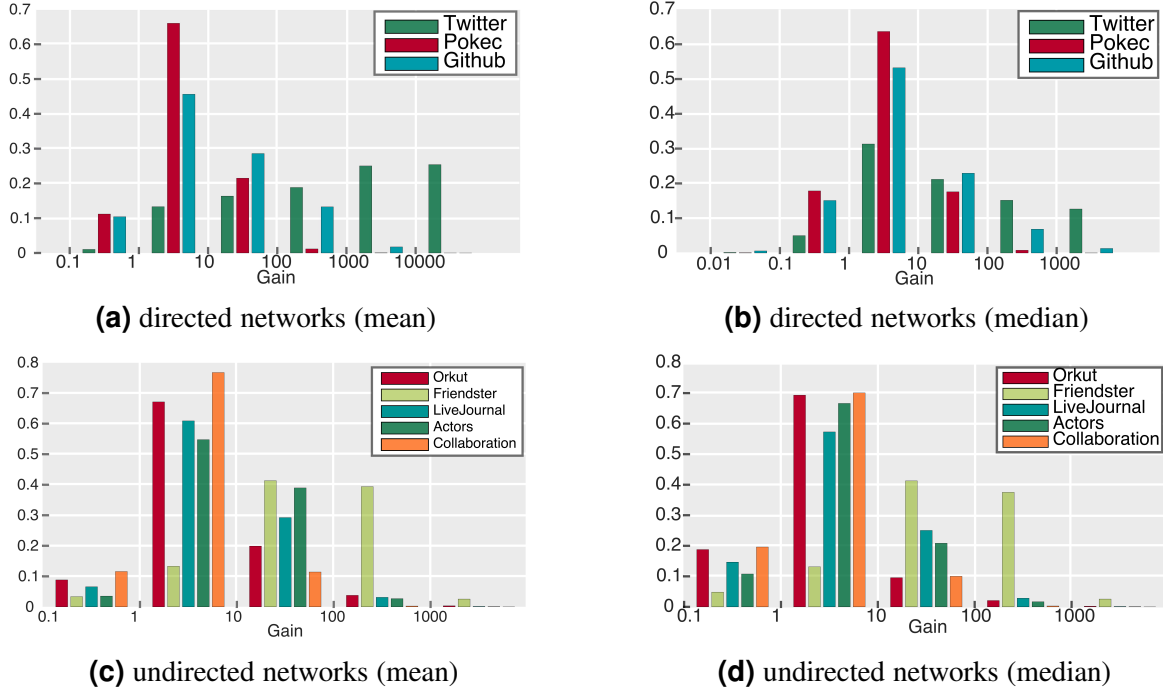 0.7
0.6
0.5
0.4
0.3
0.2
0.1
0
0.1 1 10 100 1000 10000
Gain
Twitter
Pokec
Github
(a) directed networks (mean)
0.7
0.6
0.5
0.4
0.3
0.2
0.1
0
0.01 0.1 1 10 100 1000
Gain
Twitter
Pokec
Github
(b) directed networks (median)
0.8
0.7
0.6
0.5
0.4
0.3
0.2
0.1
0
0.1 1 10 100 1000
Gain
Orkut
Friendster
LiveJournal
Actors
Collaboration
(c) undirected networks (mean)
0.8
0.7
0.6
0.5
0.4
0.3
0.2
0.1
0
0.1 1 10 100 1000
Gain
Orkut
Friendster
LiveJournal
Actors
Collaboration
(d) undirected networks (median)